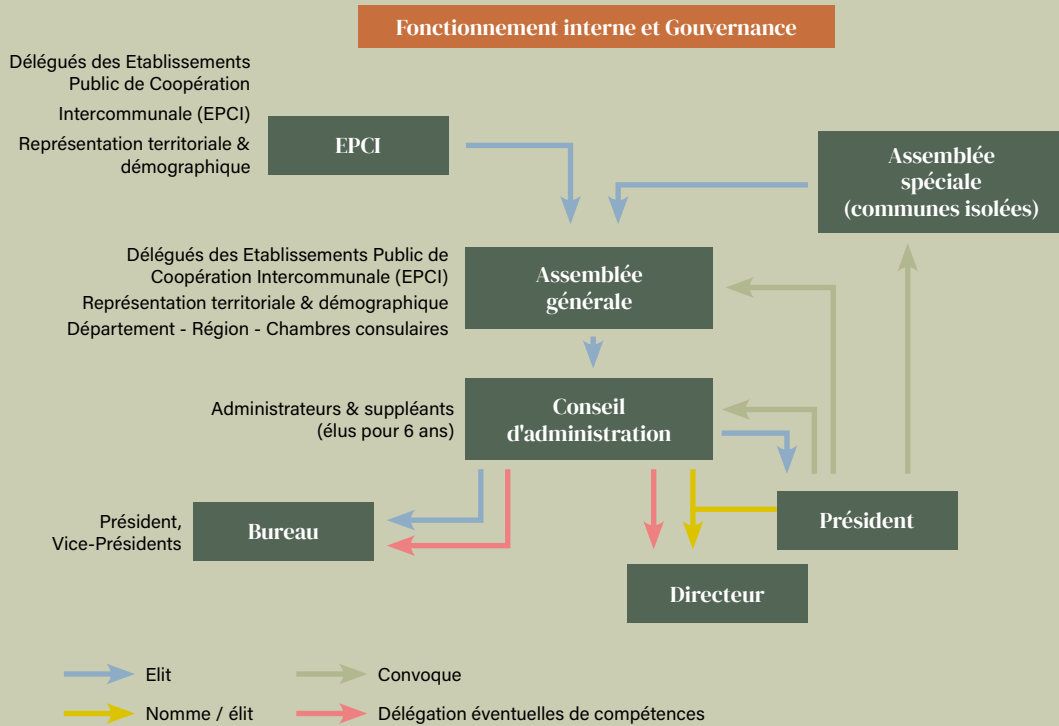 Fonctionnement interne et Gouvernance
Délégués des Etablissements
Public de Coopération
Intercommunale (EPCI)
Représentation territoriale &
démographique
EPCI
Assemblée
spéciale
(communes isolées)
Délégués des Etablissements Public de
Coopération Intercommunale (EPCI)
Représentation territoriale & démographique
Département - Région - Chambres consulaires
Assemblée
générale
Administrateurs & suppléants
(élus pour 6 ans)
Conseil
d'administration
Président,
Vice-Présidents
Bureau
Président
Directeur
Elit
Convoque
Nomme / élit
Délégation éventuelles de compétences